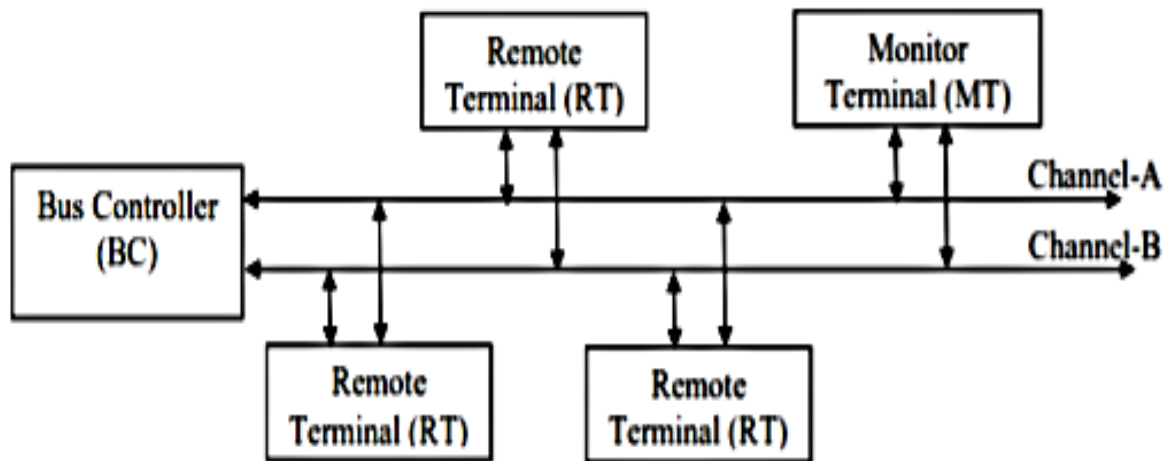 Remote
Terminal (RT)
Monitor
Terminal (MT)
Bus Controller
(BC)
Channel-A
Channel-B
Remote
Terminal (RT)
Remote
Terminal (RT)